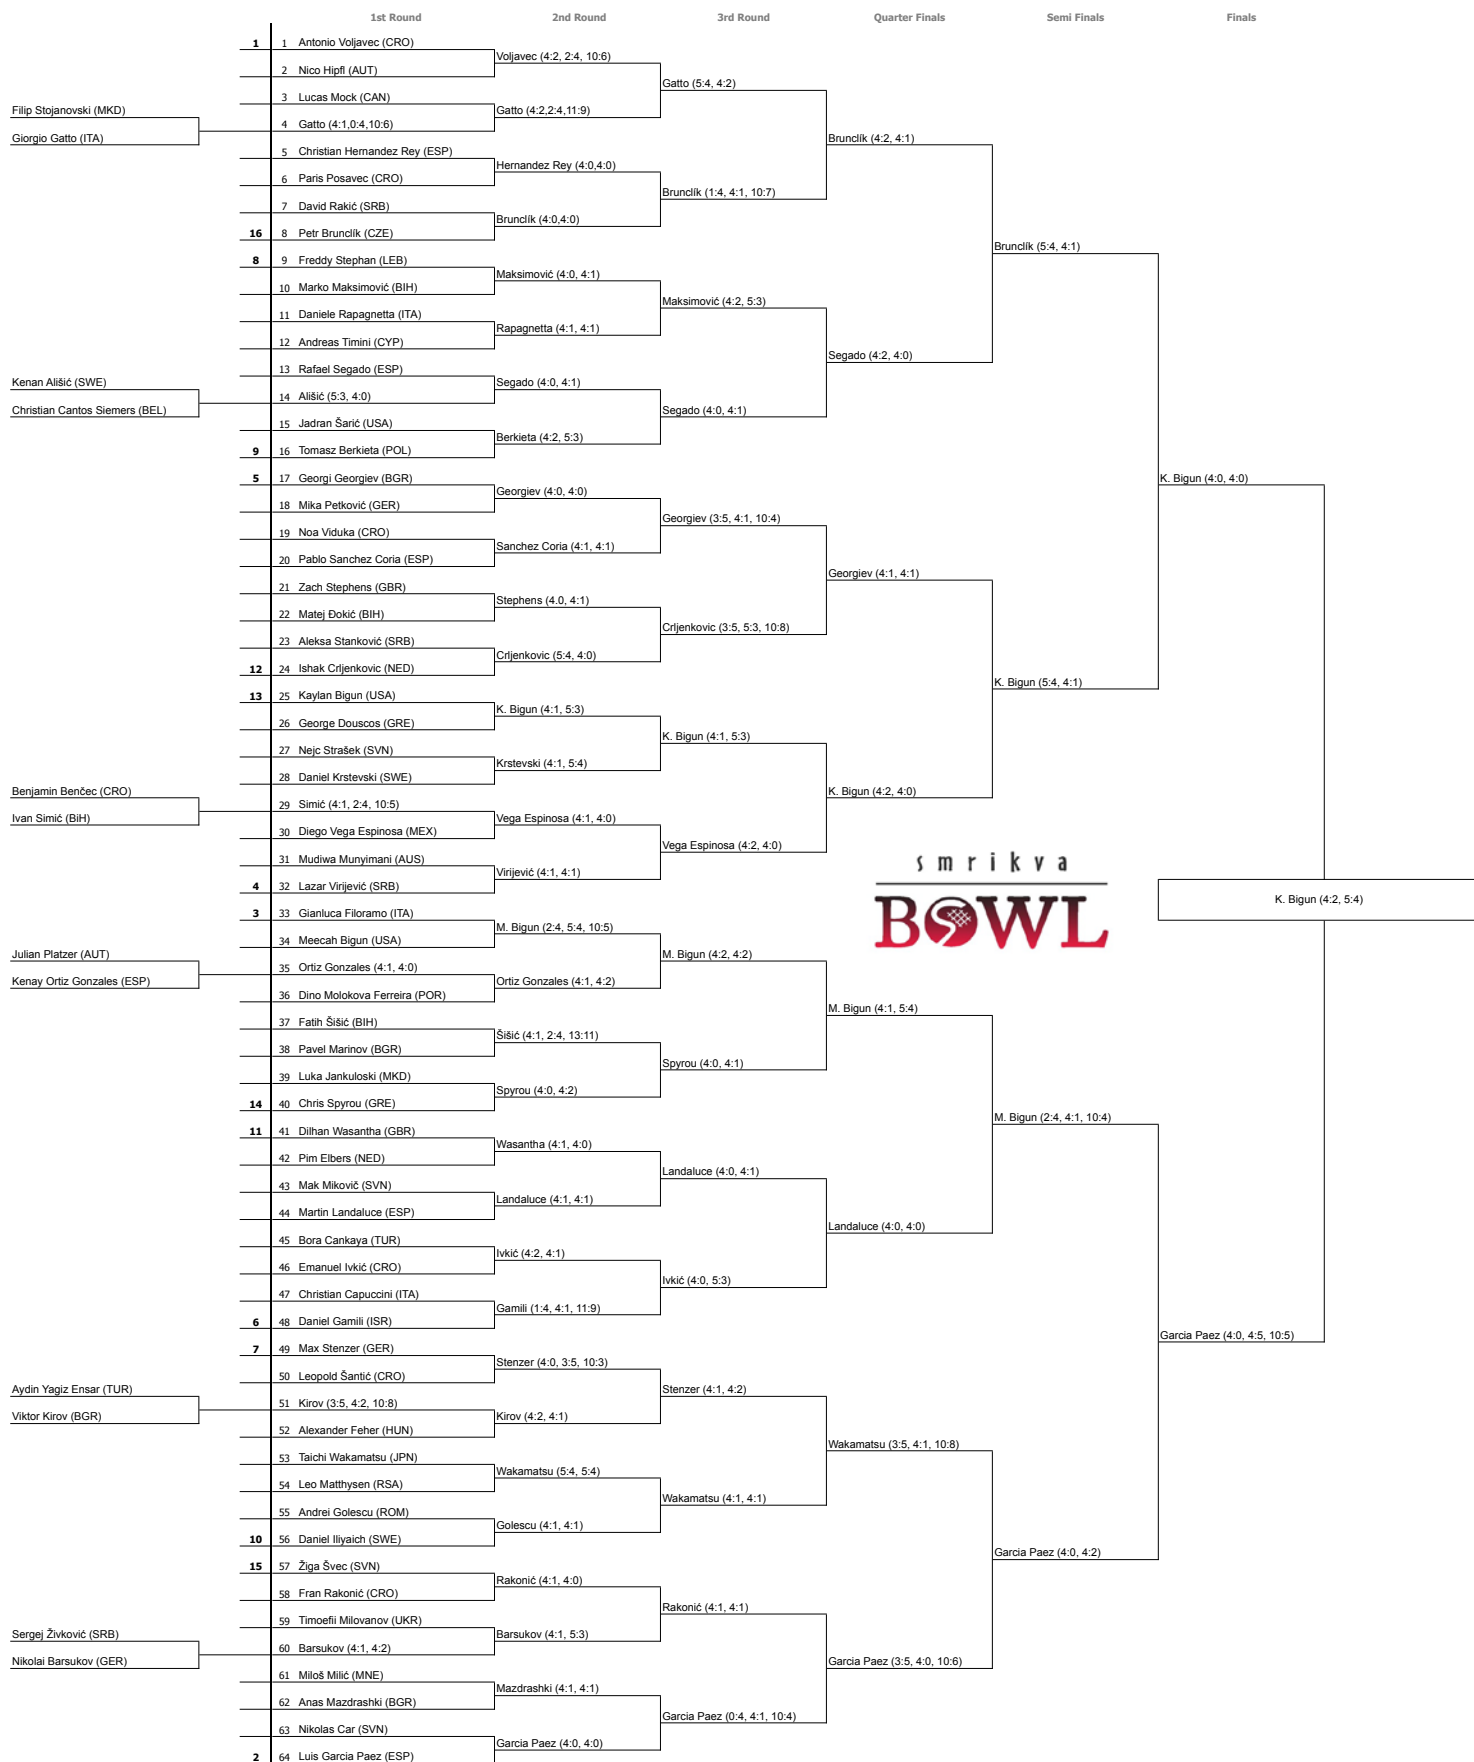 1st Round
2nd Round
3rd Round
Quarter Finals
Semi Finals
Finals
1 1 Antonio Voljavec (CRO)
2 Nico Hipfl (AUT)
3 Lucas Mock (CAN)
4 Gatto (4:1,0:4,10:6)
5 Christian Hernandez Rey (ESP)
6 Paris Posavec (CRO)
7 David Rakić (SRB)
16 8 Petr Brunclík (CZE)
8 9 Freddy Stephan (LEB)
10 Marko Maksimović (BIH)
11 Daniele Rapagnetta (ITA)
12 Andreas Timini (CYP)
13 Rafael Segado (ESP)
14 Ališić (5:3, 4:0)
15 Jadran Šarić (USA)
9 16 Tomasz Berkieta (POL)
5 17 Georgi Georgiev (BGR)
18 Mika Petković (GER)
19 Noa Viduka (CRO)
20 Pablo Sanchez Coria (ESP)
21 Zach Stephens (GBR)
22 Matej Đokić (BIH)
23 Aleksa Stanković (SRB)
12 24 Ishak Crljenkovic (NED)
13 25 Kaylan Bigun (USA)
26 George Douscos (GRE)
27 Nejc Strašek (SVN)
28 Daniel Krstevski (SWE)
29 Simić (4:1, 2:4, 10:5)
30 Diego Vega Espinosa (MEX)
31 Mudiwa Munyimani (AUS)
4 32 Lazar Virijević (SRB)
3 33 Gianluca Filoramo (ITA)
34 Meecah Bigun (USA)
35 Ortiz Gonzales (4:1, 4:0)
36 Dino Molokova Ferreira (POR)
37 Fatih Šišić (BIH)
38 Pavel Marinov (BGR)
39 Luka Jankuloski (MKD)
14 40 Chris Spyrou (GRE)
11 41 Dilhan Wasantha (GBR)
42 Pim Elbers (NED)
43 Mak Mikovič (SVN)
44 Martin Landaluce (ESP)
45 Bora Cankaya (TUR)
46 Emanuel Ivkić (CRO)
47 Christian Capuccini (ITA)
6 48 Daniel Gamili (ISR)
7 49 Max Stenzer (GER)
50 Leopold Šantić (CRO)
51 Kirov (3:5, 4:2, 10:8)
52 Alexander Feher (HUN)
53 Taichi Wakamatsu (JPN)
54 Leo Matthysen (RSA)
55 Andrei Golescu (ROM)
10 56 Daniel Iliyaich (SWE)
15 57 Žiga Švec (SVN)
58 Fran Rakonić (CRO)
59 Timoefii Milovanov (UKR)
60 Barsukov (4:1, 4:2)
61 Miloš Milić (MNE)
62 Anas Mazdrashki (BGR)
63 Nikolas Car (SVN)
2 64 Luis Garcia Paez (ESP)
Filip Stojanovski (MKD)
Giorgio Gatto (ITA)
Kenan Ališić (SWE)
Christian Cantos Siemers (BEL)
Benjamin Benčec (CRO)
Ivan Simić (BiH)
Julian Platzer (AUT)
Kenay Ortiz Gonzales (ESP)
Aydin Yagiz Ensar (TUR)
Viktor Kirov (BGR)
Sergej Živković (SRB)
Nikolai Barsukov (GER)
Voljavec (4:2, 2:4, 10:6)
Gatto (4:2,2:4,11:9)
Hernandez Rey (4:0,4:0)
Brunclík (4:0,4:0)
Maksimović (4:0, 4:1)
Rapagnetta (4:1, 4:1)
Segado (4:0, 4:1)
Berkieta (4:2, 5:3)
Georgiev (4:0, 4:0)
Sanchez Coria (4:1, 4:1)
Stephens (4.0, 4:1)
Crljenkovic (5:4, 4:0)
K. Bigun (4:1, 5:3)
Krstevski (4:1, 5:4)
Vega Espinosa (4:1, 4:0)
Virijević (4:1, 4:1)
M. Bigun (2:4, 5:4, 10:5)
Ortiz Gonzales (4:1, 4:2)
Šišić (4:1, 2:4, 13:11)
Spyrou (4:0, 4:2)
Wasantha (4:1, 4:0)
Landaluce (4:1, 4:1)
Ivkić (4:2, 4:1)
Gamili (1:4, 4:1, 11:9)
Stenzer (4:0, 3:5, 10:3)
Kirov (4:2, 4:1)
Wakamatsu (5:4, 5:4)
Golescu (4:1, 4:1)
Rakonić (4:1, 4:0)
Barsukov (4:1, 5:3)
Mazdrashki (4:1, 4:1)
Garcia Paez (4:0, 4:0)
Gatto (5:4, 4:2)
Brunclík (1:4, 4:1, 10:7)
Maksimović (4:2, 5:3)
Segado (4:0, 4:1)
Georgiev (3:5, 4:1, 10:4)
Crljenkovic (3:5, 5:3, 10:8)
K. Bigun (4:1, 5:3)
Vega Espinosa (4:2, 4:0)
M. Bigun (4:2, 4:2)
Spyrou (4:0, 4:1)
Landaluce (4:0, 4:1)
Ivkić (4:0, 5:3)
Stenzer (4:1, 4:2)
Wakamatsu (4:1, 4:1)
Rakonić (4:1, 4:1)
Garcia Paez (0:4, 4:1, 10:4)
Brunclík (4:2, 4:1)
Segado (4:2, 4:0)
Georgiev (4:1, 4:1)
K. Bigun (4:2, 4:0)
M. Bigun (4:1, 5:4)
Landaluce (4:0, 4:0)
Wakamatsu (3:5, 4:1, 10:8)
Garcia Paez (3:5, 4:0, 10:6)
Brunclík (5:4, 4:1)
K. Bigun (5:4, 4:1)
M. Bigun (2:4, 4:1, 10:4)
Garcia Paez (4:0, 4:2)
K. Bigun (4:0, 4:0)
Garcia Paez (4:0, 4:5, 10:5)
K. Bigun (4:2, 5:4)
smrikva
BOWL